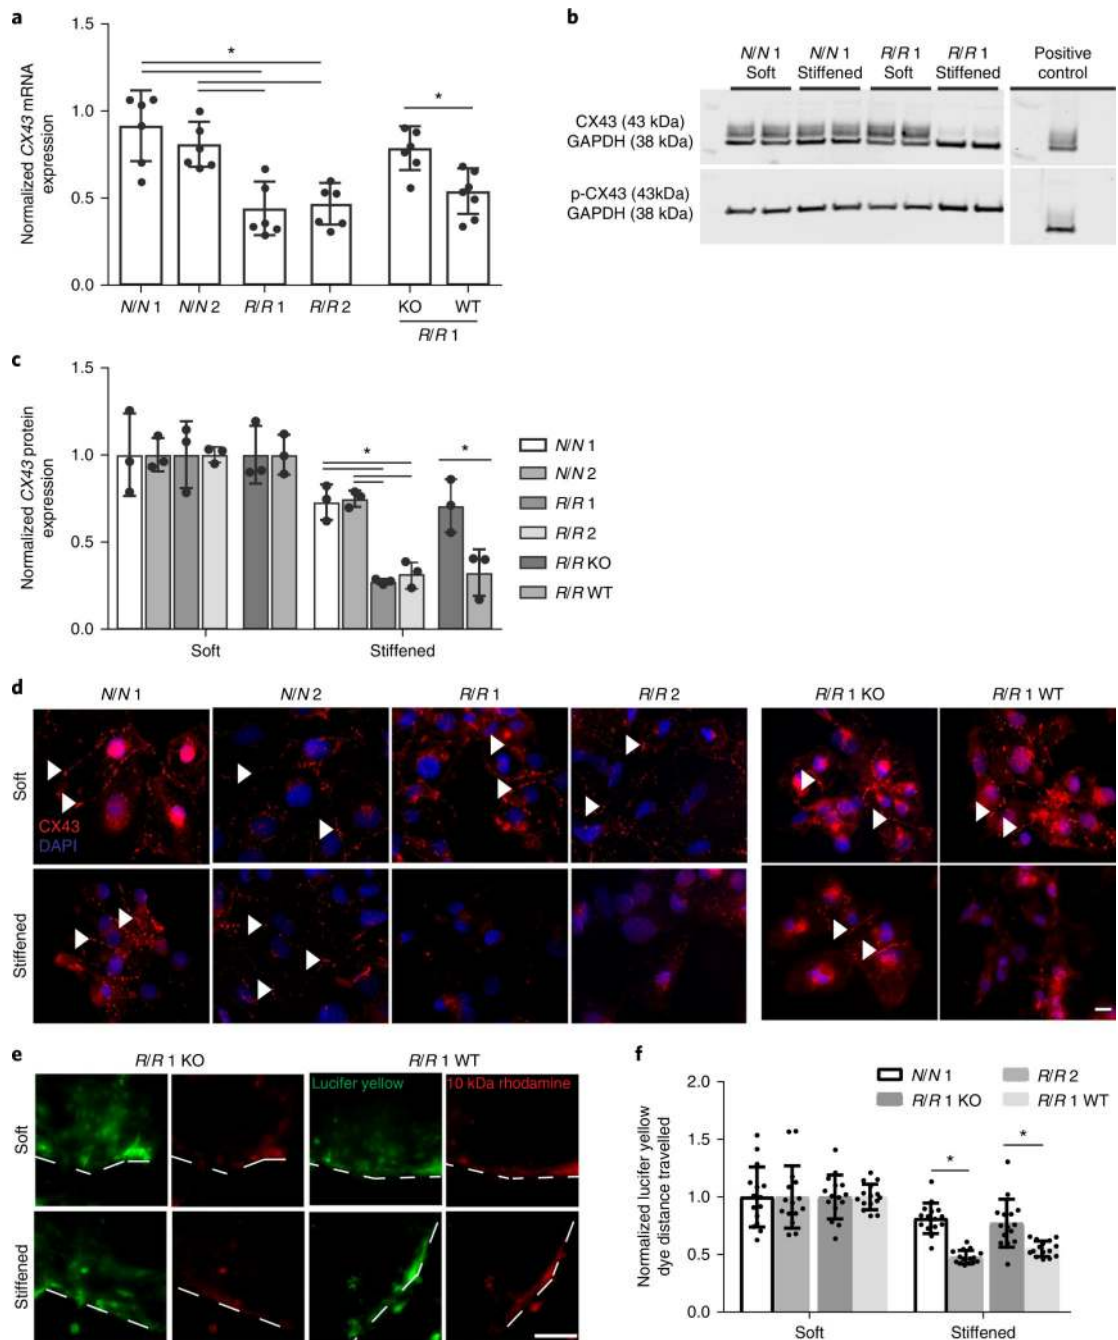 a
Normalized CX43 mRNA
expression
1.5
1.0
0.5
0.0
*
*
N/N 1
N/N 2
R/R 1
R/R 2
KO
WT
R/R 1
b
N/N 1
Soft
N/N 1
Stiffened
R/R 1
Soft
R/R 1
Stiffened
Positive
control
CX43 (43 kDa)
GAPDH (38 kDa)
p-CX43 (43kDa)
GAPDH (38 kDa)
c
Normalized CX43 protein
expression
1.5
1.0
0.5
0.0
*
*
Soft
Stiffened
N/N 1
N/N 2
R/R 1
R/R 2
R/R KO
R/R WT
d
N/N 1
N/N 2
R/R 1
R/R 2
R/R 1 KO
R/R 1 WT
Soft
CX43
DAPI
Stiffened
e
R/R 1 KO
R/R 1 WT
Soft
Lucifer yellow
10 kDa rhodamine
Stiffened
f
Normalized lucifer yellow
dye distance travelled
2.0
1.5
1.0
0.5
0.0
N/N 1
R/R 2
R/R 1 KO
R/R 1 WT
*
*
Soft
Stiffened